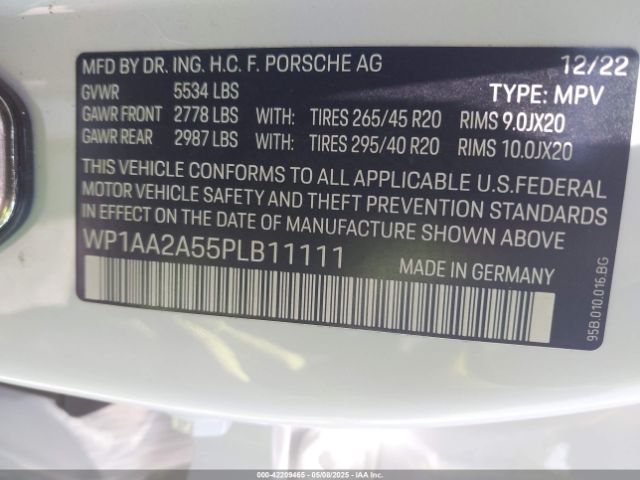 MFD BY DR. ING. H.C. F. PORSCHE AG 12/22
GVWR 5534 LBS TYPE: MPV
GAWR FRONT 2778 LBS WITH: TIRES 265/45 R20 RIMS 9.0JX20
GAWR REAR 2987 LBS WITH: TIRES 295/40 R20 RIMS 10.0JX20
THIS VEHICLE CONFORMS TO ALL APPLICABLE U.S.FEDERAL
MOTOR VEHICLE SAFETY AND THEFT PREVENTION STANDARDS
IN EFFECT ON THE DATE OF MANUFACTURE SHOWN ABOVE
WP1AA2A55PLB11111 MADE IN GERMANY
95B.010.016.BG
000-42209465 - 05/08/2025 - IAA Inc.